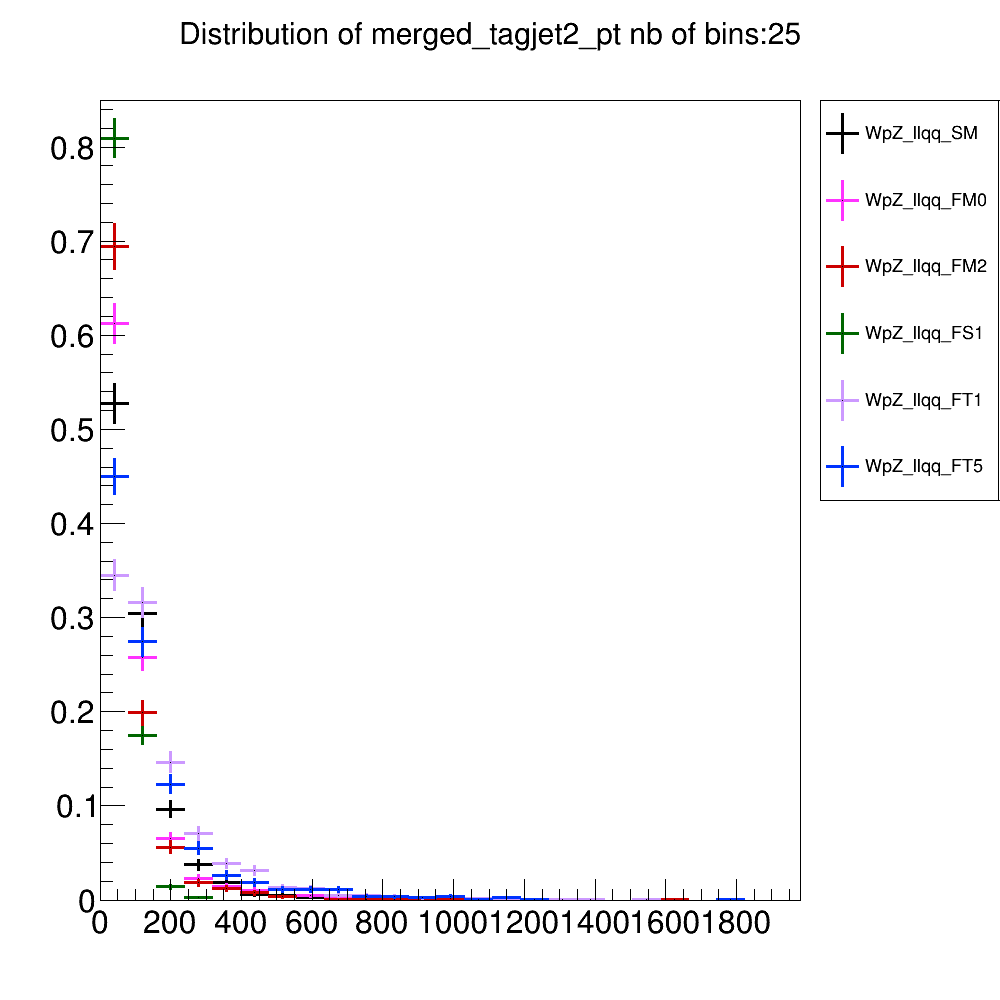 Distribution of merged_tagjet2_pt nb of bins:25
0.8
0.7
0.6
0.5
0.4
0.3
0.2
0.1
0
0 200 400 600 800 1000 1200 1400 1600 1800
WpZ_llqq_SM
WpZ_llqq_FM0
WpZ_llqq_FM2
WpZ_llqq_FS1
WpZ_llqq_FT1
WpZ_llqq_FT5